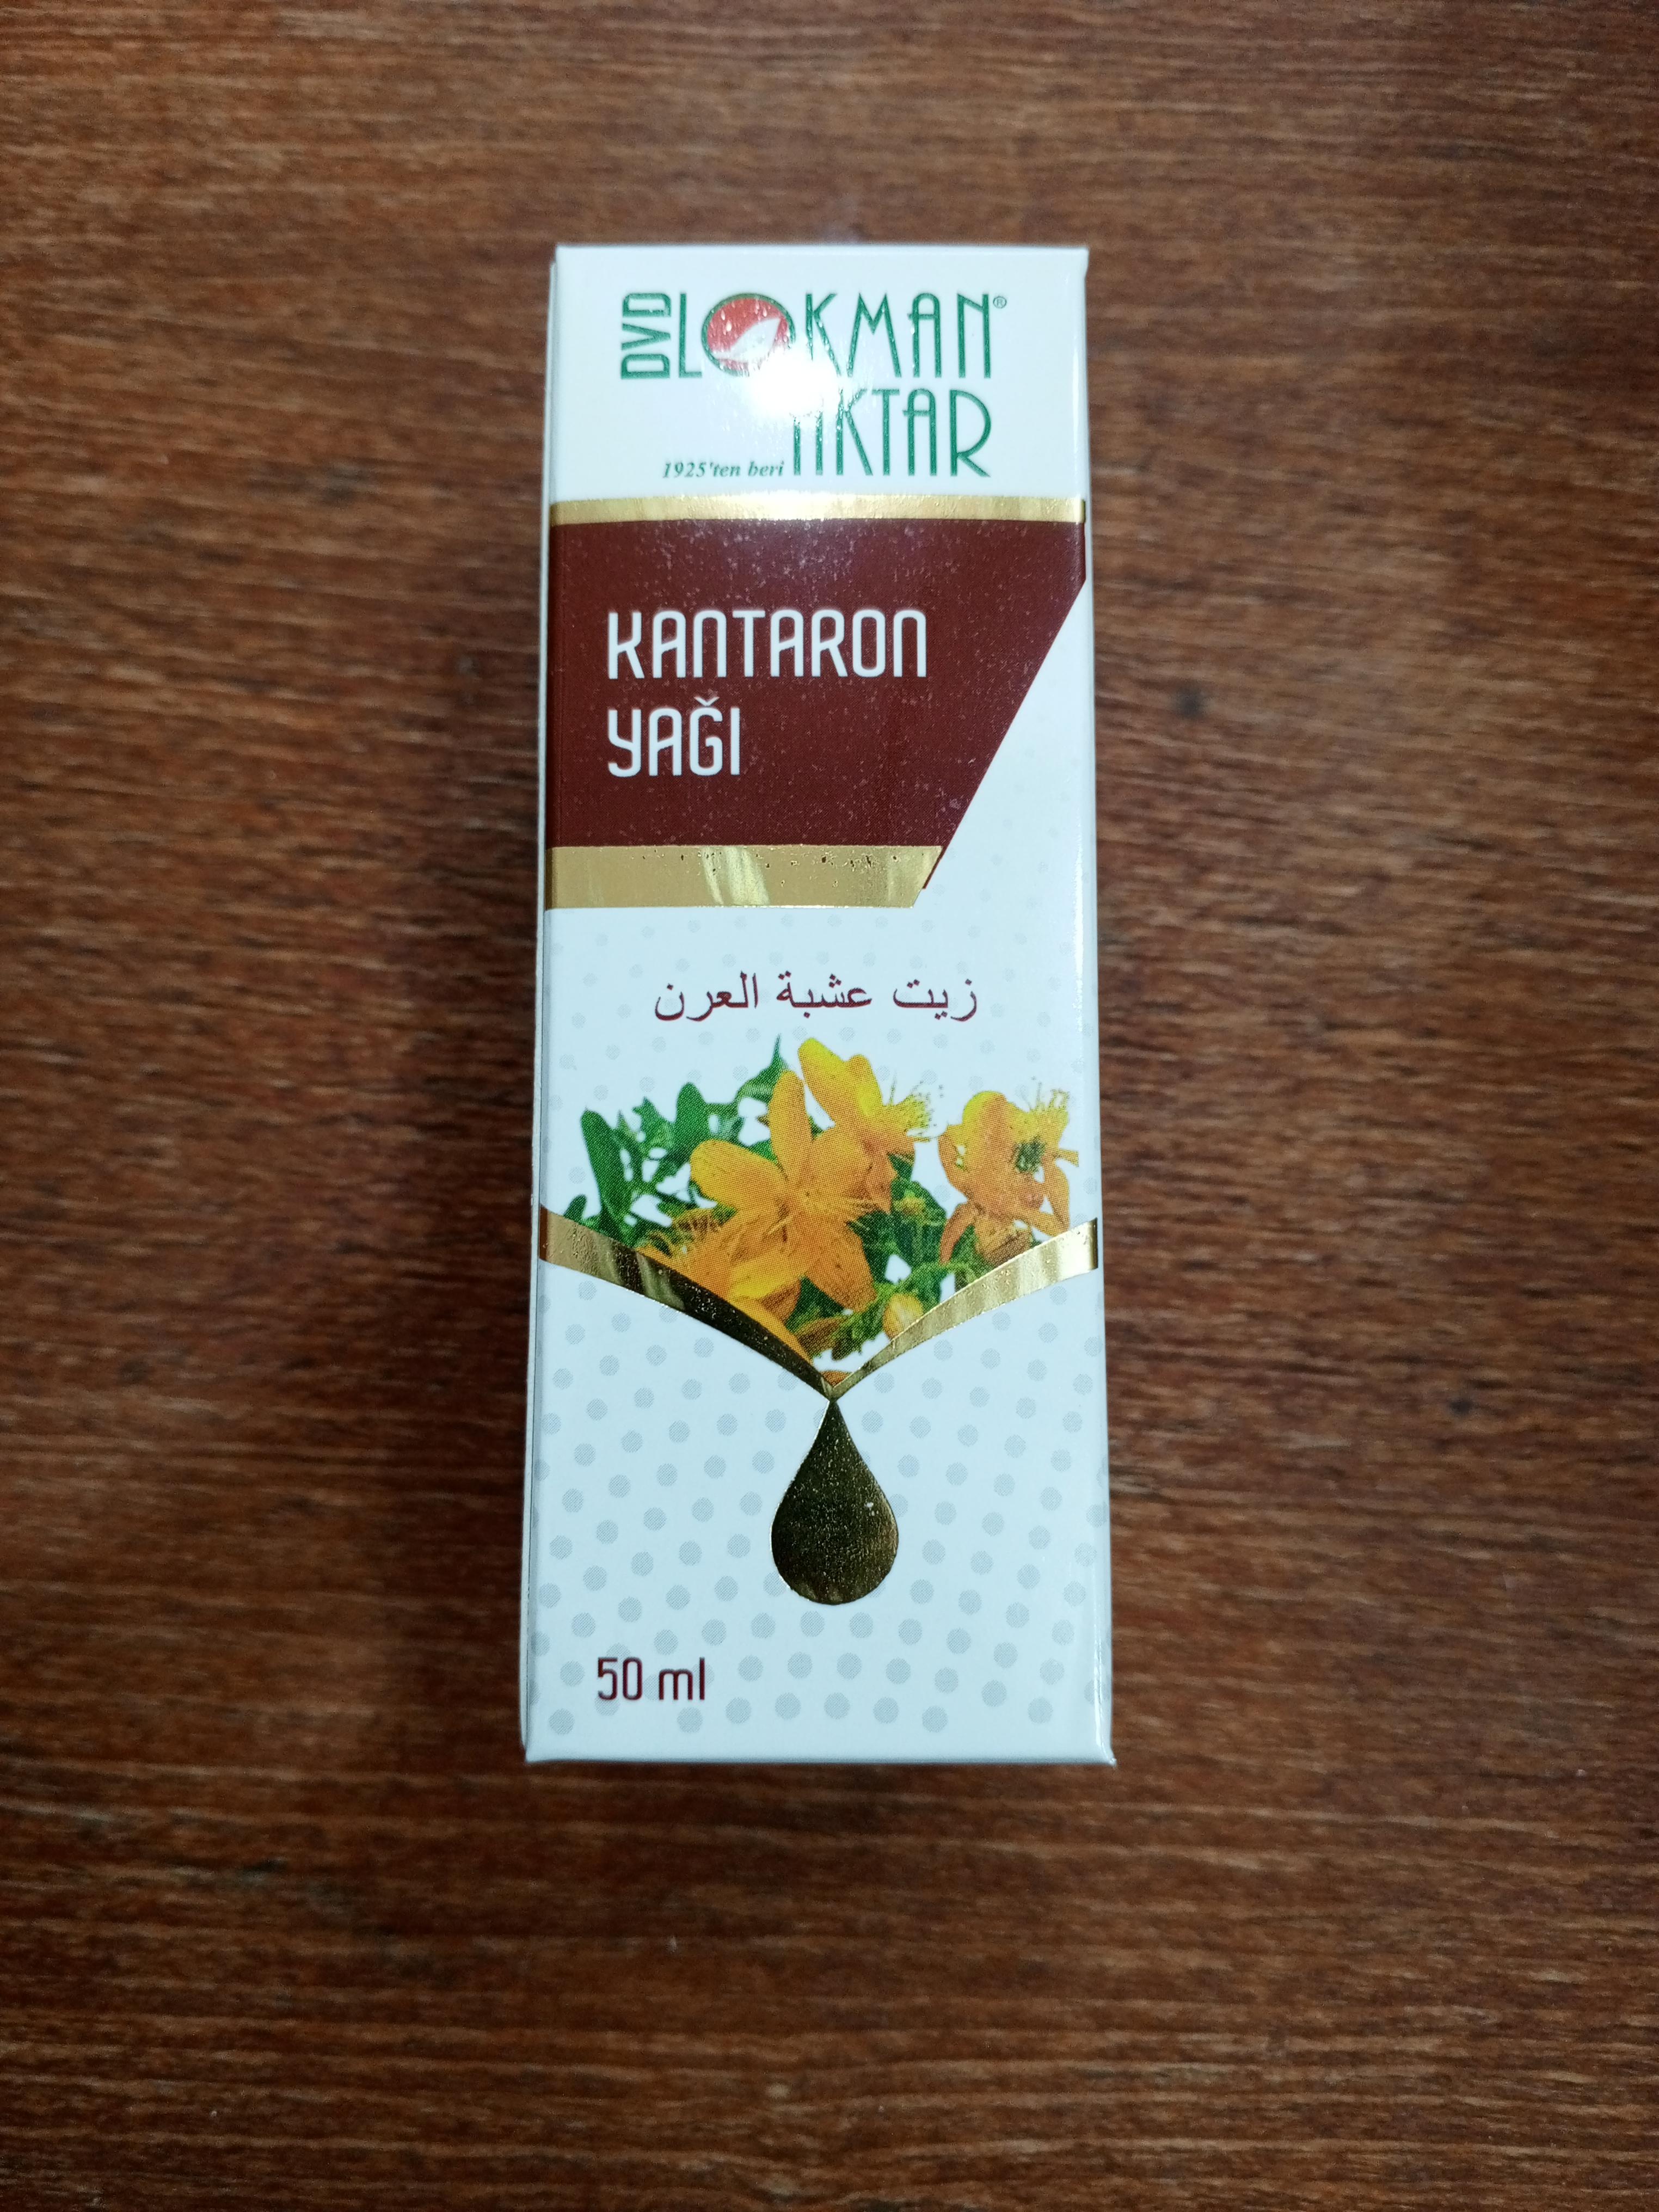 DVD LOKMAN®
AKTAR
1925'ten beri
KANTARON
YAĞI
زيت عشبة العرن
50 ml